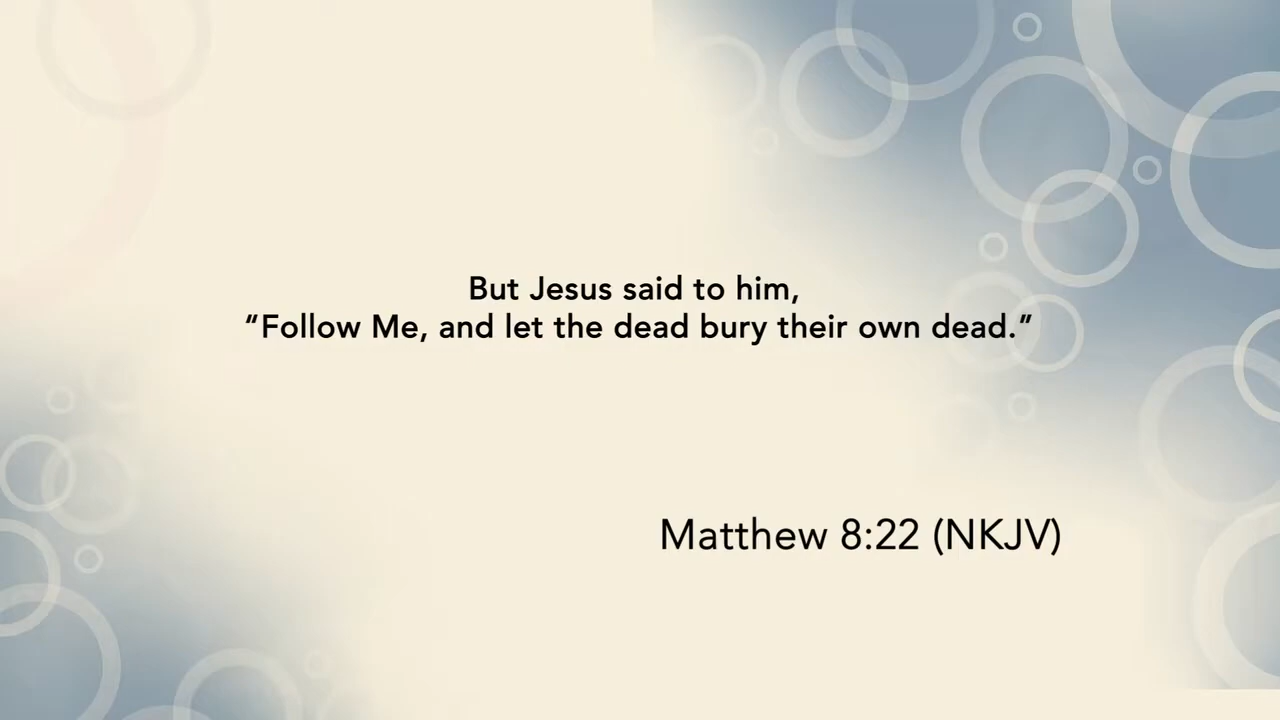 But Jesus said to him,
“Follow Me, and let the dead bury their own dead.”
Matthew 8:22 (NKJV)